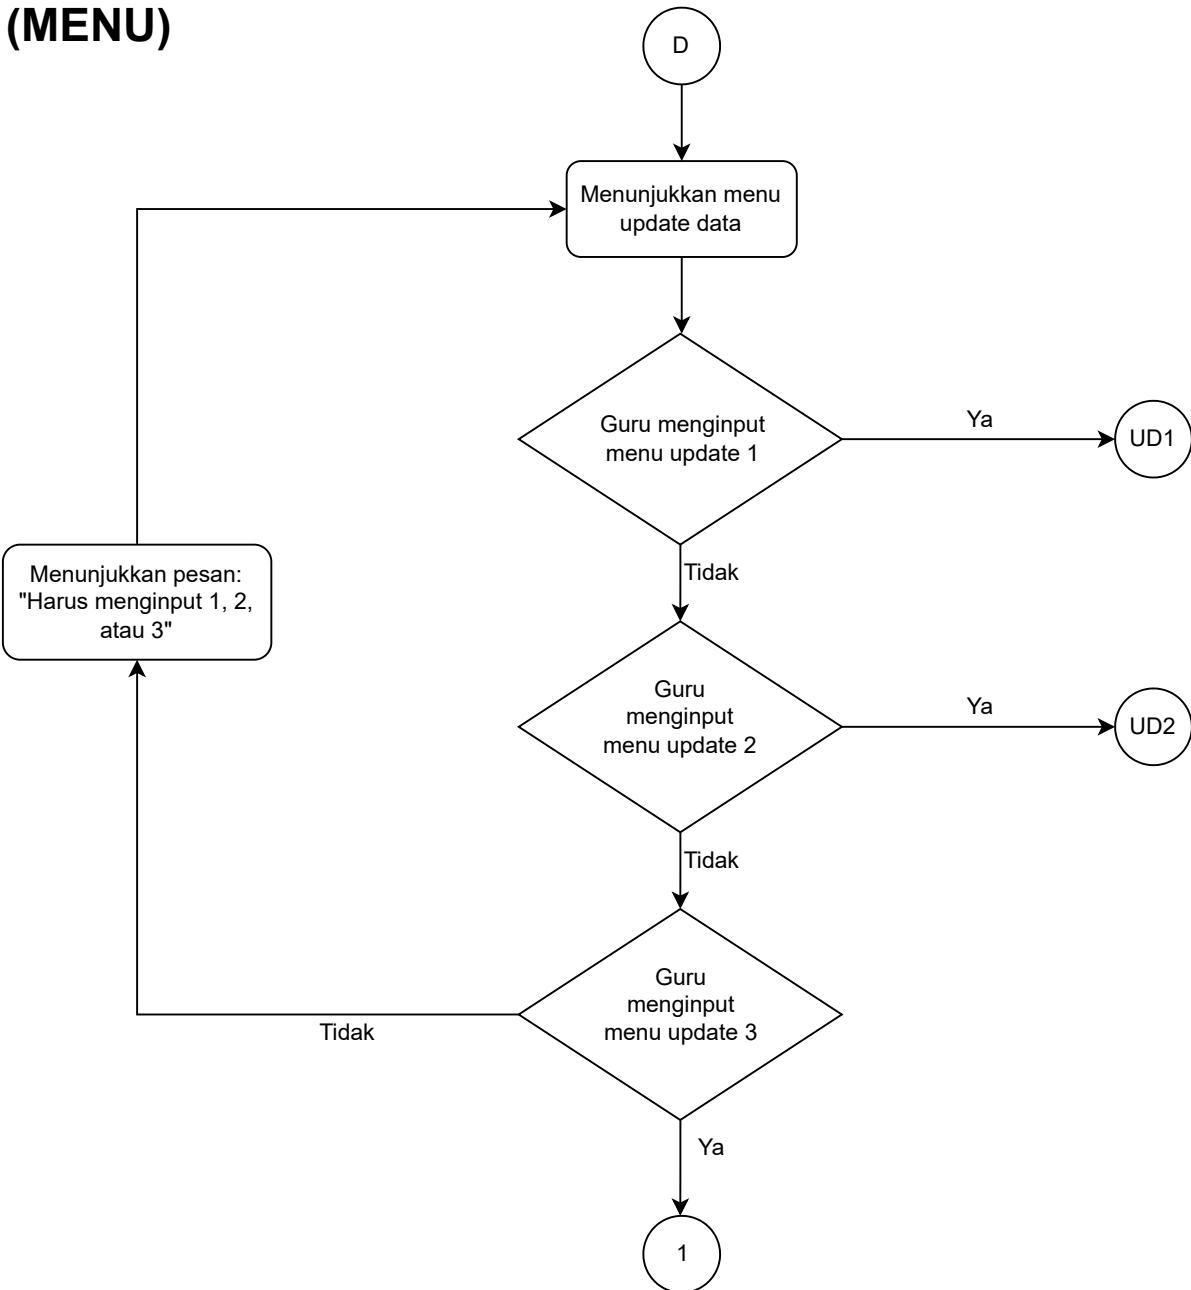 (MENU)
D
Menunjukkan menu
update data
Guru menginput
menu update 1
Ya
UD1
Tidak
Menunjukkan pesan:
"Harus menginput 1, 2,
atau 3"
Guru
menginput
menu update 2
Ya
UD2
Tidak
Guru
menginput
menu update 3
Tidak
Ya
1